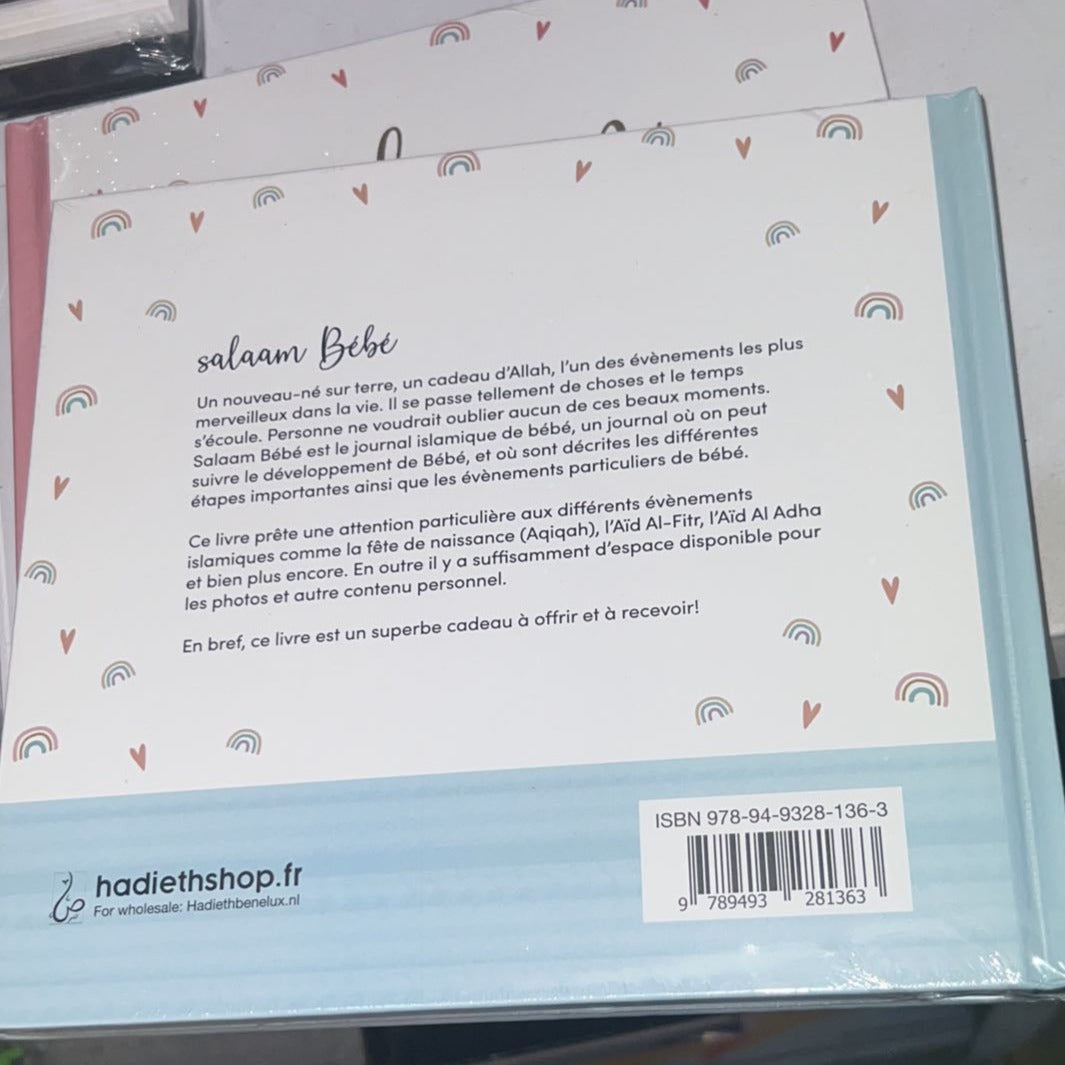 salaam Bébé
Un nouveau-né sur terre, un cadeau d'Allah, l'un des évènements les plus
merveilleux dans la vie. Il se passe tellement de choses et le temps
s'écoule. Personne ne voudrait oublier aucun de ces beaux moments.
Salaam Bébé est le journal islamique de bébé, un journal où on peut
suivre le développement de Bébé, et où sont décrites les différentes
étapes importantes ainsi que les évènements particuliers de bébé.
Ce livre prête une attention particulière aux différents évènements
islamiques comme la fête de naissance (Aqiqah), l'Aïd Al-Fitr, l'Aïd Al Adha
et bien plus encore. En outre il y a suffisamment d'espace disponible pour
les photos et autre contenu personnel.
En bref, ce livre est un superbe cadeau à offrir et à recevoir!
hadiethshop.fr
For wholesale: Hadiethbenelux.nl
ISBN 978-94-9328-136-3
9 789493 281363